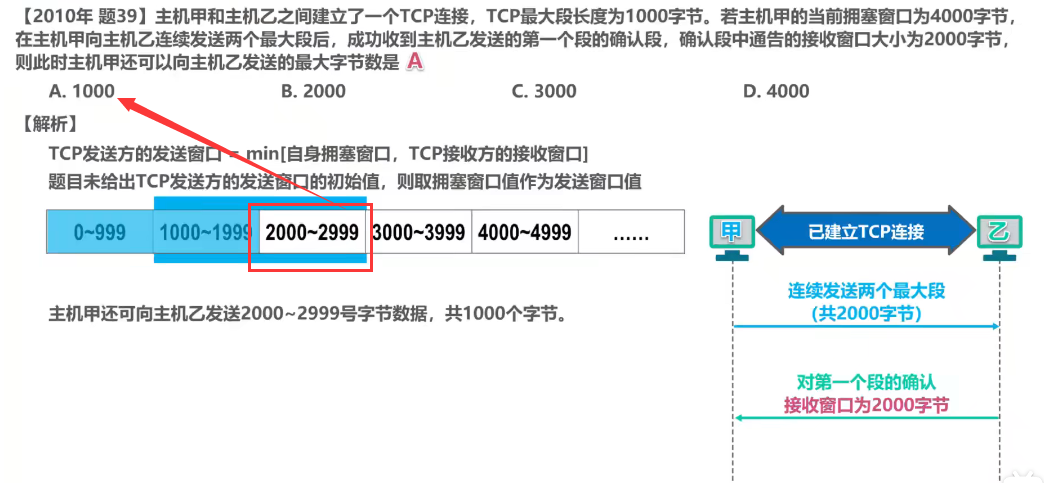 【2010年 题39】主机甲和主机乙之间建立了一个TCP连接，TCP最大段长度为1000字节。若主机甲的当前拥塞窗口为4000字节，
在主机甲向主机乙连续发送两个最大段后，成功收到主机乙发送的第一个段的确认段，确认段中通告的接收窗口大小为2000字节，
则此时主机甲还可以向主机乙发送的最大字节数是 A
A. 1000 B. 2000 C. 3000 D. 4000
【解析】
TCP发送方的发送窗口 = min[自身拥塞窗口，TCP接收方的接收窗口]
题目未给出TCP发送方的发送窗口的初始值，则取拥塞窗口值作为发送窗口值
0~999 1000~1999 2000~2999 3000~3999 4000~4999 ……
甲 已建立TCP连接 乙
连续发送两个最大段
(共2000字节)
主机甲还可向主机乙发送2000~2999号字节数据，共1000个字节。
对第一个段的确认
接收窗口为2000字节